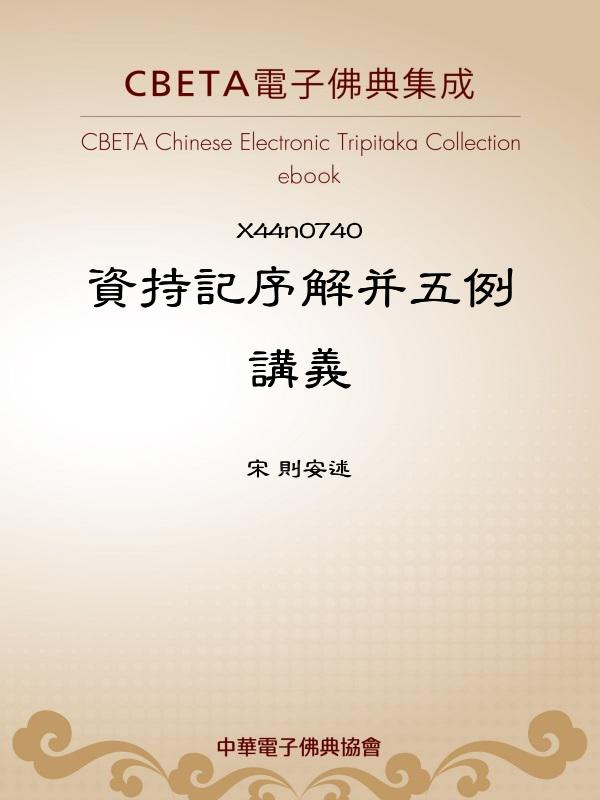 CBETA電子佛典集成
CBETA Chinese Electronic Tripitaka Collection
ebook
X44n0740
資持記序解并五例
講義
宋 則安述
中華電子佛典協會